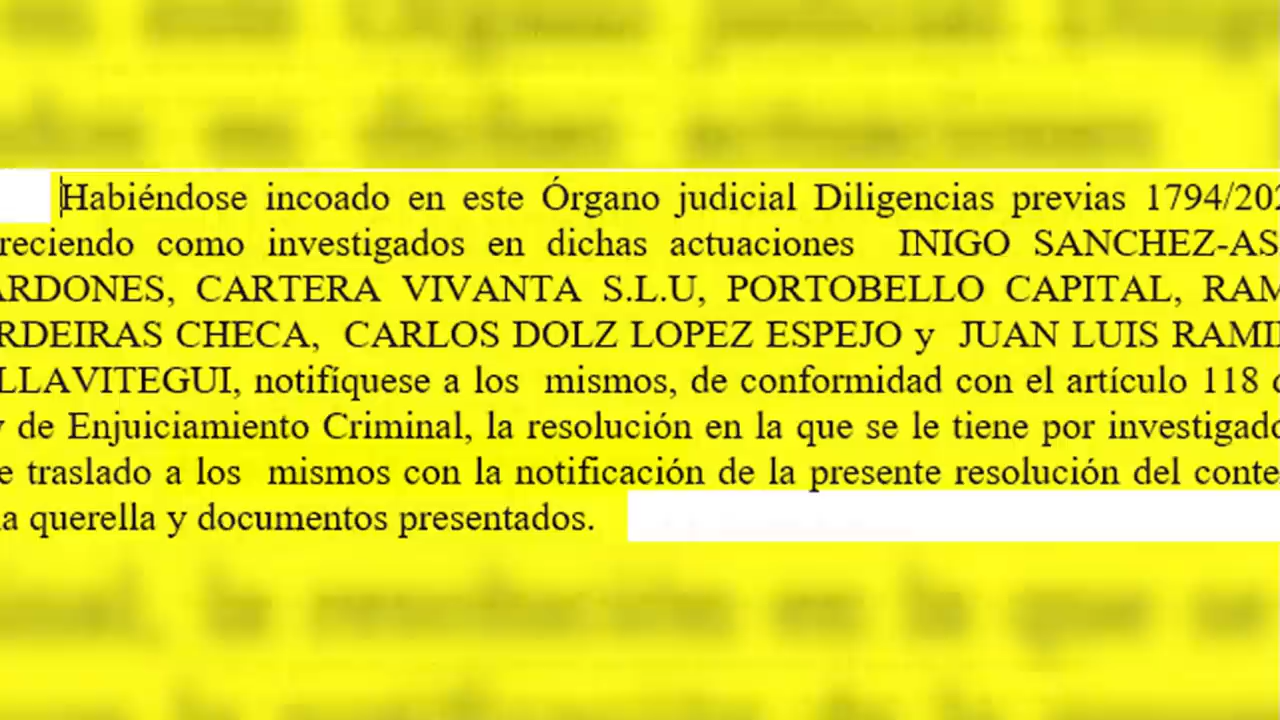 Habiéndose incoado en este Órgano judicial Diligencias previas 1794/202
reciendo como investigados en dichas actuaciones INIGO SANCHEZ-AS
ARDONES, CARTERA VIVANTA S.L.U, PORTOBELLO CAPITAL, RAM
RDEIRAS CHECA, CARLOS DOLZ LOPEZ ESPEJO y JUAN LUIS RAMI
LLAVITEGUI, notifíquese a los mismos, de conformidad con el artículo 118
de Enjuiciamiento Criminal, la resolución en la que se le tiene por investigado
e traslado a los mismos con la notificación de la presente resolución del conte
a querella y documentos presentados.